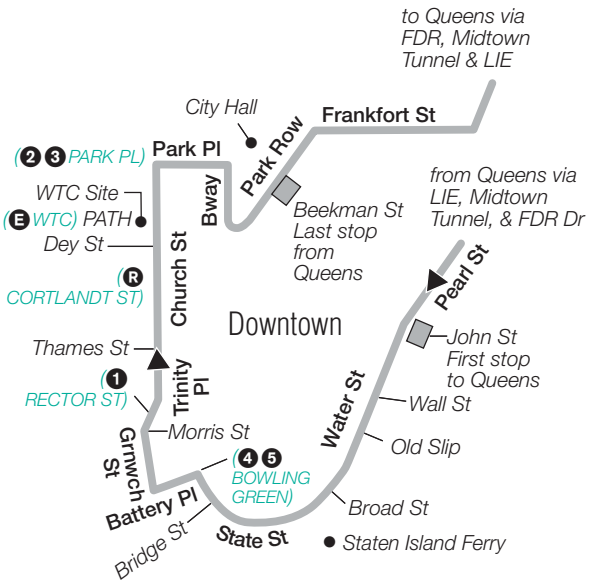 to Queens via
FDR, Midtown
Tunnel & LIE
City Hall
Frankfort St
Park Row
(2 3 PARK PL)
Park Pl
Bway
WTC Site
(E WTC) PATH
Dey St
Beekman St
Last stop
from
Queens
from Queens via
LIE, Midtown
Tunnel, & FDR Dr
Pearl St
Church St
(R
CORTLANDT ST)
Downtown
John St
First stop
to Queens
Thames St
Trinity
Pl
(1
RECTOR ST)
Water St
Wall St
Morris St
Old Slip
Grnwch
St
(4 5
BOWLING
GREEN)
Battery Pl
Broad St
Bridge St
State St
Staten Island Ferry